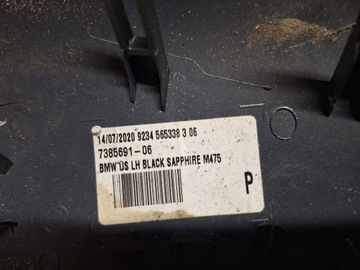 14/07/2020 9234 565338 3 06
7385691-06
BMW US LH BLACK SAPPHIRE M475
P